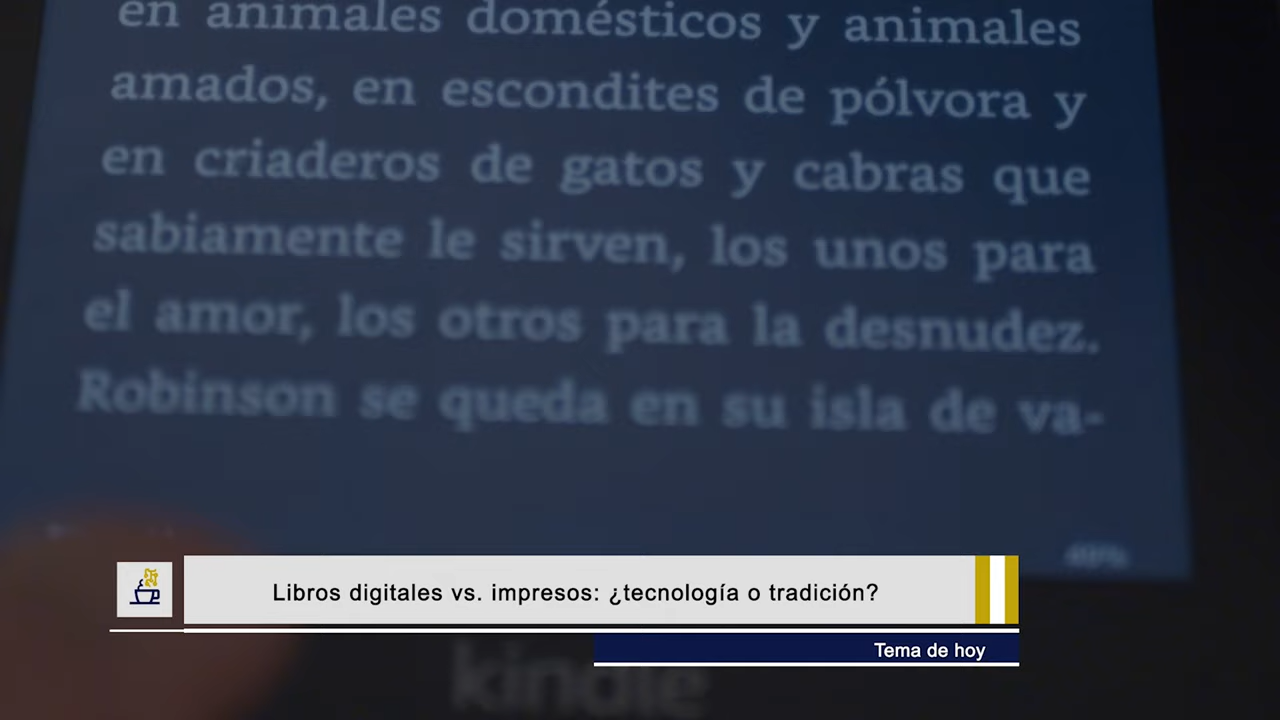 en animales domésticos y animales
amados, en escondites de pólvora y
en criaderos de gatos y cabras que
sabiamente le sirven, los unos para
el amor, los otros para la desnudez.
Robinson se queda en su isla de va-
49%
Libros digitales vs. impresos: ¿tecnología o tradición?
Tema de hoy
kindle